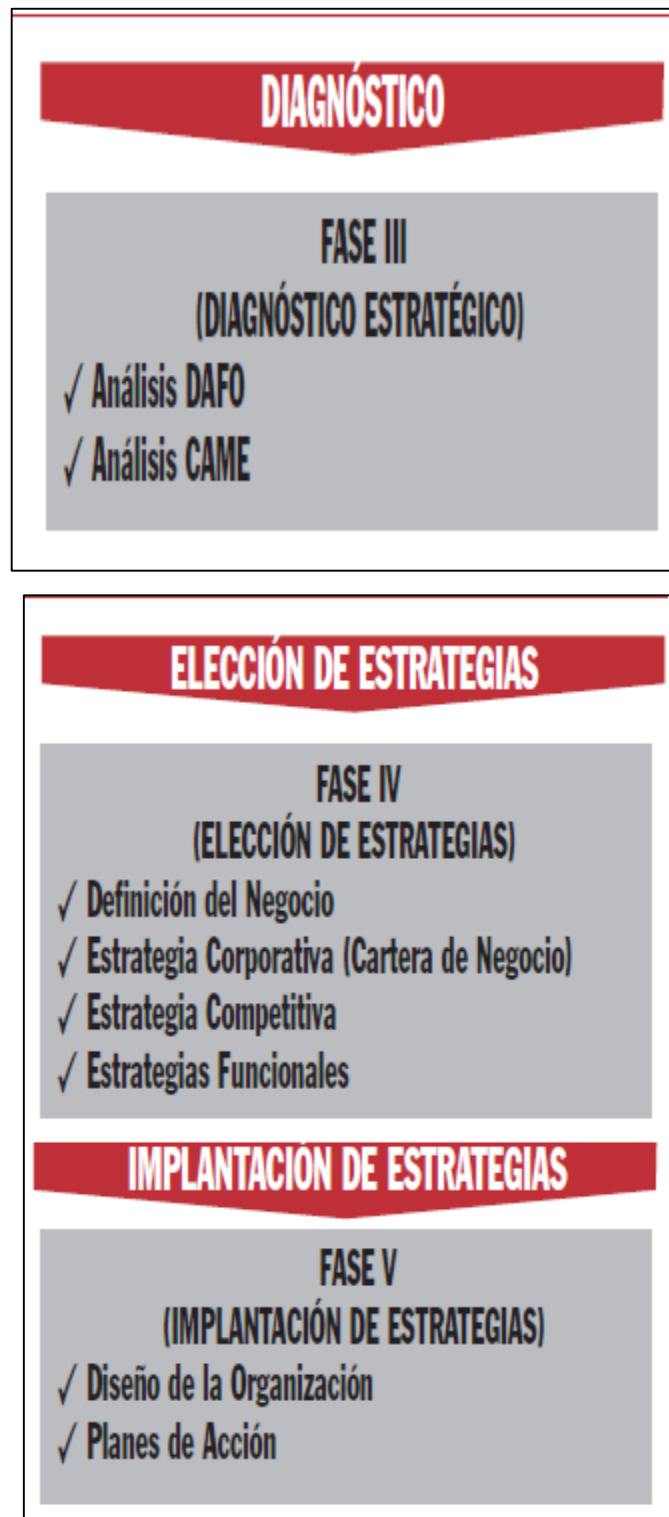 DIAGNÓSTICO
FASE III
(DIAGNÓSTICO ESTRATÉGICO)
✓ Análisis DAFO
✓ Análisis CAME
ELECCIÓN DE ESTRATEGIAS
FASE IV
(ELECCIÓN DE ESTRATEGIAS)
✓ Definición del Negocio
✓ Estrategia Corporativa (Cartera de Negocio)
✓ Estrategia Competitiva
✓ Estrategias Funcionales
IMPLANTACIÓN DE ESTRATEGIAS
FASE V
(IMPLANTACIÓN DE ESTRATEGIAS)
✓ Diseño de la Organización
✓ Planes de Acción